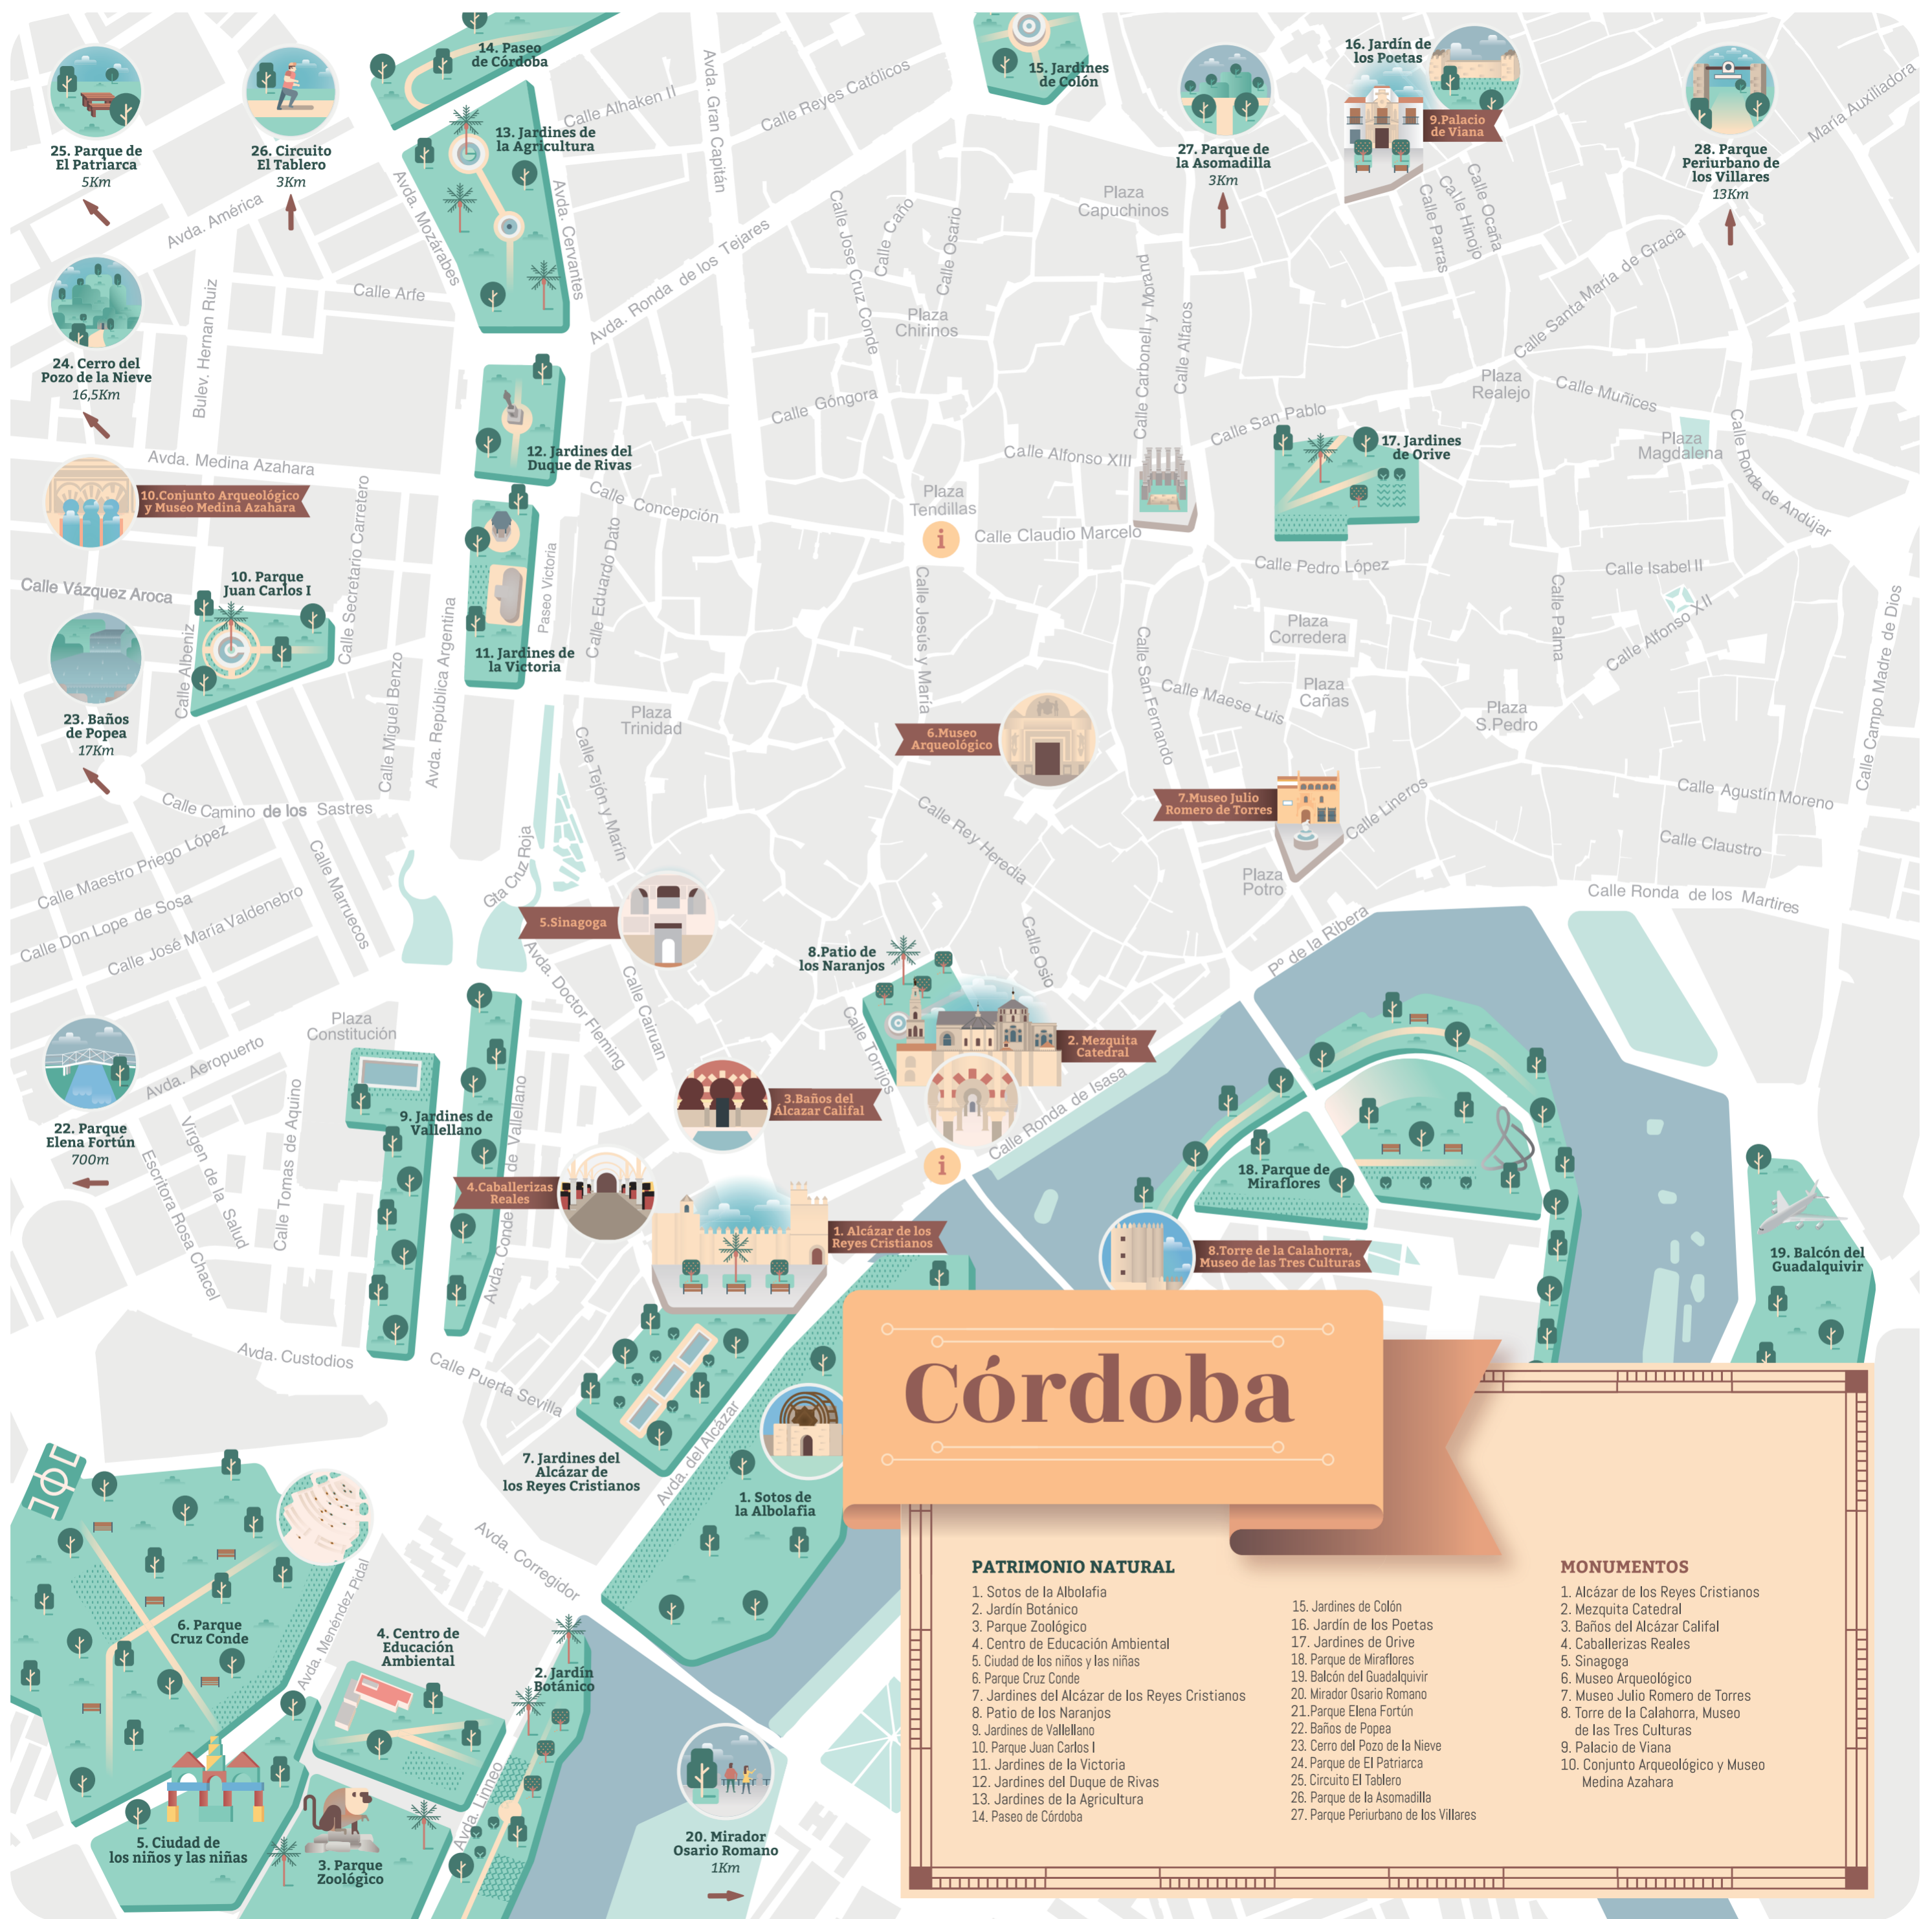 14. Paseo
de Córdoba
15. Jardines
de Colón
16. Jardín de
los Poetas
9.Palacio
de Viana
25. Parque de
El Patriarca
5Km
26. Circuito
El Tablero
3Km
27. Parque de
la Asomadilla
3Km
28. Parque
Periurbano de
los Villares
13Km
13. Jardines de
la Agricultura
Calle Alhaken II
Avda. Gran Capitán
Calle Reyes Católicos
María Auxiliadora
Avda. América
Avda. Mozárabes
Avda. Cervantes
Plaza
Capuchinos
Calle Parras
Calle Hinojo
Calle Ocaña
Calle Santa María de Gracia
Calle Jose Cruz Conde
Calle Caño
Calle Osario
Avda. Ronda de los Tejares
Calle Arfe
Bulev. Hernan Ruiz
Plaza
Chirinos
Calle Carbonell y Morand
Calle Alfaros
24. Cerro del
Pozo de la Nieve
16,5Km
Calle Góngora
Plaza
Realejo
Calle Muñices
Calle San Pablo
Calle Alfonso XIII
17. Jardines
de Orive
Plaza
Magdalena
Calle Ronda de Andújar
Avda. Medina Azahara
12. Jardines del
Duque de Rivas
10.Conjunto Arqueológico
y Museo Medina Azahara
Calle Secretario Carretero
Calle Concepción
Plaza
Tendillas
i
Calle Claudio Marcelo
Calle Pedro López
Calle Isabel II
Calle Vázquez Aroca
10. Parque
Juan Carlos I
Paseo Victoria
Calle Eduardo Dato
Calle Jesús y María
Calle Palma
Calle Alfonso XII
Plaza
Corredera
Calle Albeniz
Calle Miguel Benzo
Avda. República Argentina
11. Jardines de
la Victoria
Calle San Fernando
Calle Maese Luis
Plaza
Cañas
Plaza
S.Pedro
Calle Campo Madre de Dios
23. Baños
de Popea
17Km
Plaza
Trinidad
6.Museo
Arqueológico
Calle Tejón y Marín
7.Museo Julio
Romero de Torres
Calle Lineros
Calle Agustín Moreno
Calle Camino de los Sastres
Calle Maestro Priego López
Calle Marruecos
Gta Cruz Roja
Calle Rey Heredia
Calle Claustro
Plaza
Potro
Calle Ronda de los Martires
Calle Don Lope de Sosa
Calle José María Valdenebro
5.Sinagoga
Pº de la Ribera
8.Patio de
los Naranjos
Calle Osio
Avda. Doctor Fleming
Calle Cairuan
Calle Torrijos
2. Mezquita
Catedral
Plaza
Constitución
Avda. Aeropuerto
Calle Ronda de Isasa
3.Baños del
Álcazar Califal
9. Jardines de
Vallellano
22. Parque
Elena Fortún
700m
Virgen de la Salud
Escritora Rosa Chacel
Calle Tomas de Aquino
Avda. Conde de Vallellano
4.Caballerizas
Reales
i
18. Parque de
Miraflores
1. Alcázar de los
Reyes Cristianos
8.Torre de la Calahorra,
Museo de las Tres Culturas
19. Balcón del
Guadalquivir
Avda. Custodios
Calle Puerta Sevilla
Avda. del Alcázar
7. Jardines del
Alcázar de
los Reyes Cristianos
1. Sotos de
la Albolafia
Córdoba
Avda. Corregidor
Avda. Menéndez Pidal
6. Parque
Cruz Conde
4. Centro de
Educación
Ambiental
2. Jardín
Botánico
Avda. Linneo
5. Ciudad de
los niños y las niñas
3. Parque
Zoológico
20. Mirador
Osario Romano
1Km
PATRIMONIO NATURAL
1. Sotos de la Albolafia
2. Jardín Botánico
3. Parque Zoológico
4. Centro de Educación Ambiental
5. Ciudad de los niños y las niñas
6. Parque Cruz Conde
7. Jardines del Alcázar de los Reyes Cristianos
8. Patio de los Naranjos
9. Jardines de Vallellano
10. Parque Juan Carlos I
11. Jardines de la Victoria
12. Jardines del Duque de Rivas
13. Jardines de la Agricultura
14. Paseo de Córdoba
15. Jardines de Colón
16. Jardín de los Poetas
17. Jardines de Orive
18. Parque de Miraflores
19. Balcón del Guadalquivir
20. Mirador Osario Romano
21.Parque Elena Fortún
22. Baños de Popea
23. Cerro del Pozo de la Nieve
24. Parque de El Patriarca
25. Circuito El Tablero
26. Parque de la Asomadilla
27. Parque Periurbano de los Villares
MONUMENTOS
1. Alcázar de los Reyes Cristianos
2. Mezquita Catedral
3. Baños del Alcázar Califal
4. Caballerizas Reales
5. Sinagoga
6. Museo Arqueológico
7. Museo Julio Romero de Torres
8. Torre de la Calahorra, Museo
de las Tres Culturas
9. Palacio de Viana
10. Conjunto Arqueológico y Museo
Medina Azahara